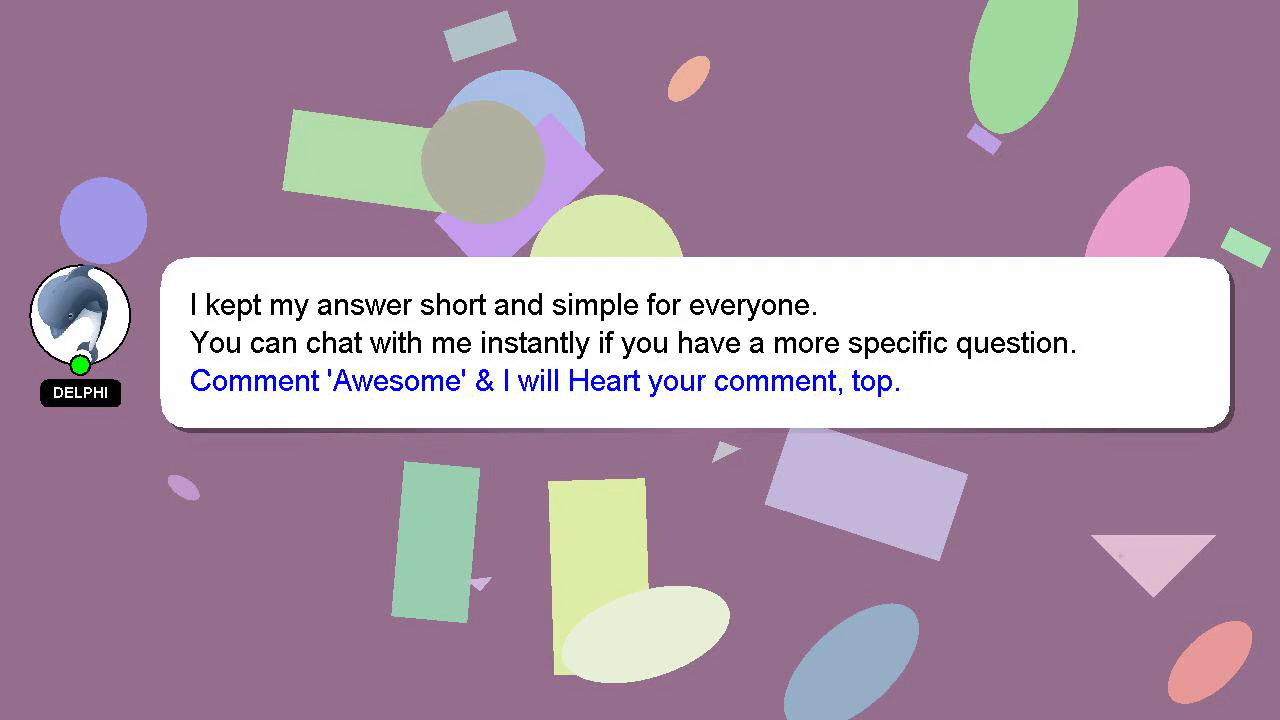 I kept my answer short and simple for everyone.
You can chat with me instantly if you have a more specific question.
Comment 'Awesome' & I will Heart your comment, top.
DELPHI